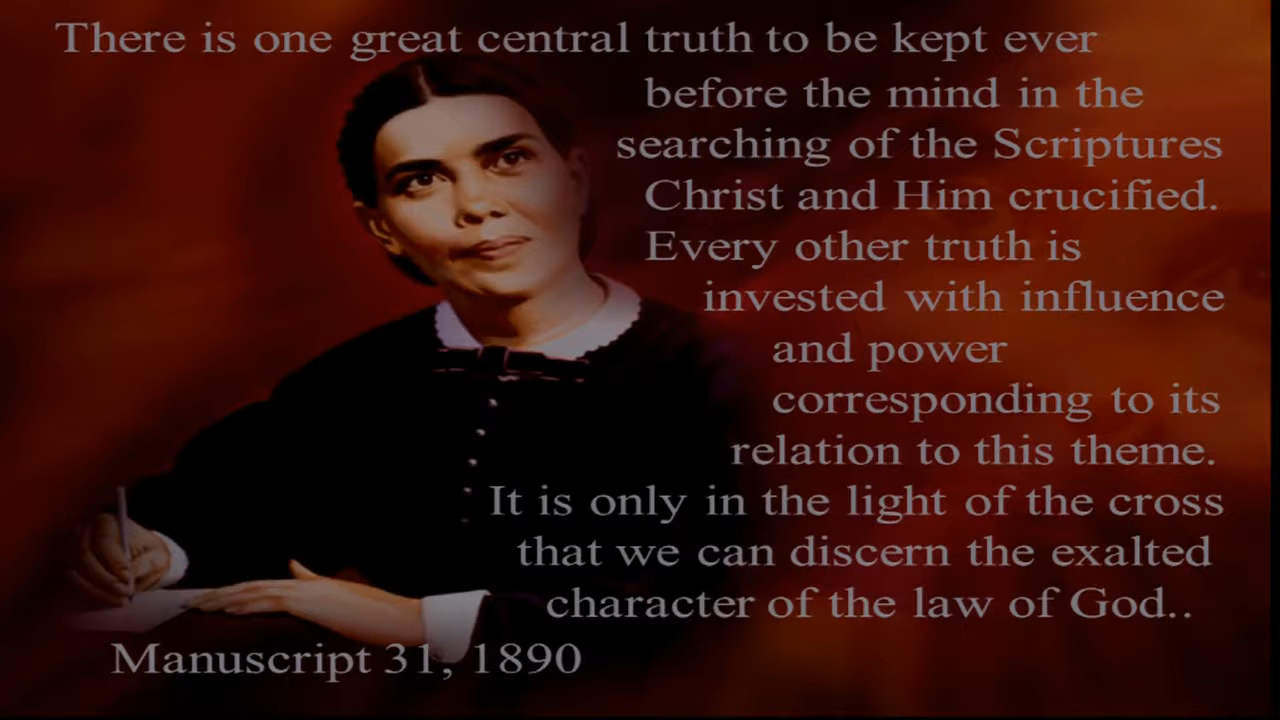 There is one great central truth to be kept ever
before the mind in the
searching of the Scriptures
Christ and Him crucified.
Every other truth is
invested with influence
and power
corresponding to its
relation to this theme.
It is only in the light of the cross
that we can discern the exalted
character of the law of God..
Manuscript 31, 1890